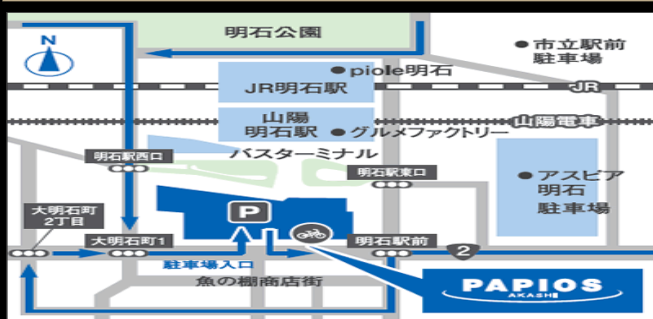 明石公園
N
市立駅前
駐車場
piole明石
JR明石駅
JR
山陽
明石駅
グルメファクトリー
山陽電車
バスターミナル
明石駅西口
明石駅東口
アスピア
明石
駐車場
大明石町
2丁目
P
大明石町1
明石駅前
2
駐車場入口
魚の棚商店街
PAPIOS
AKASHI